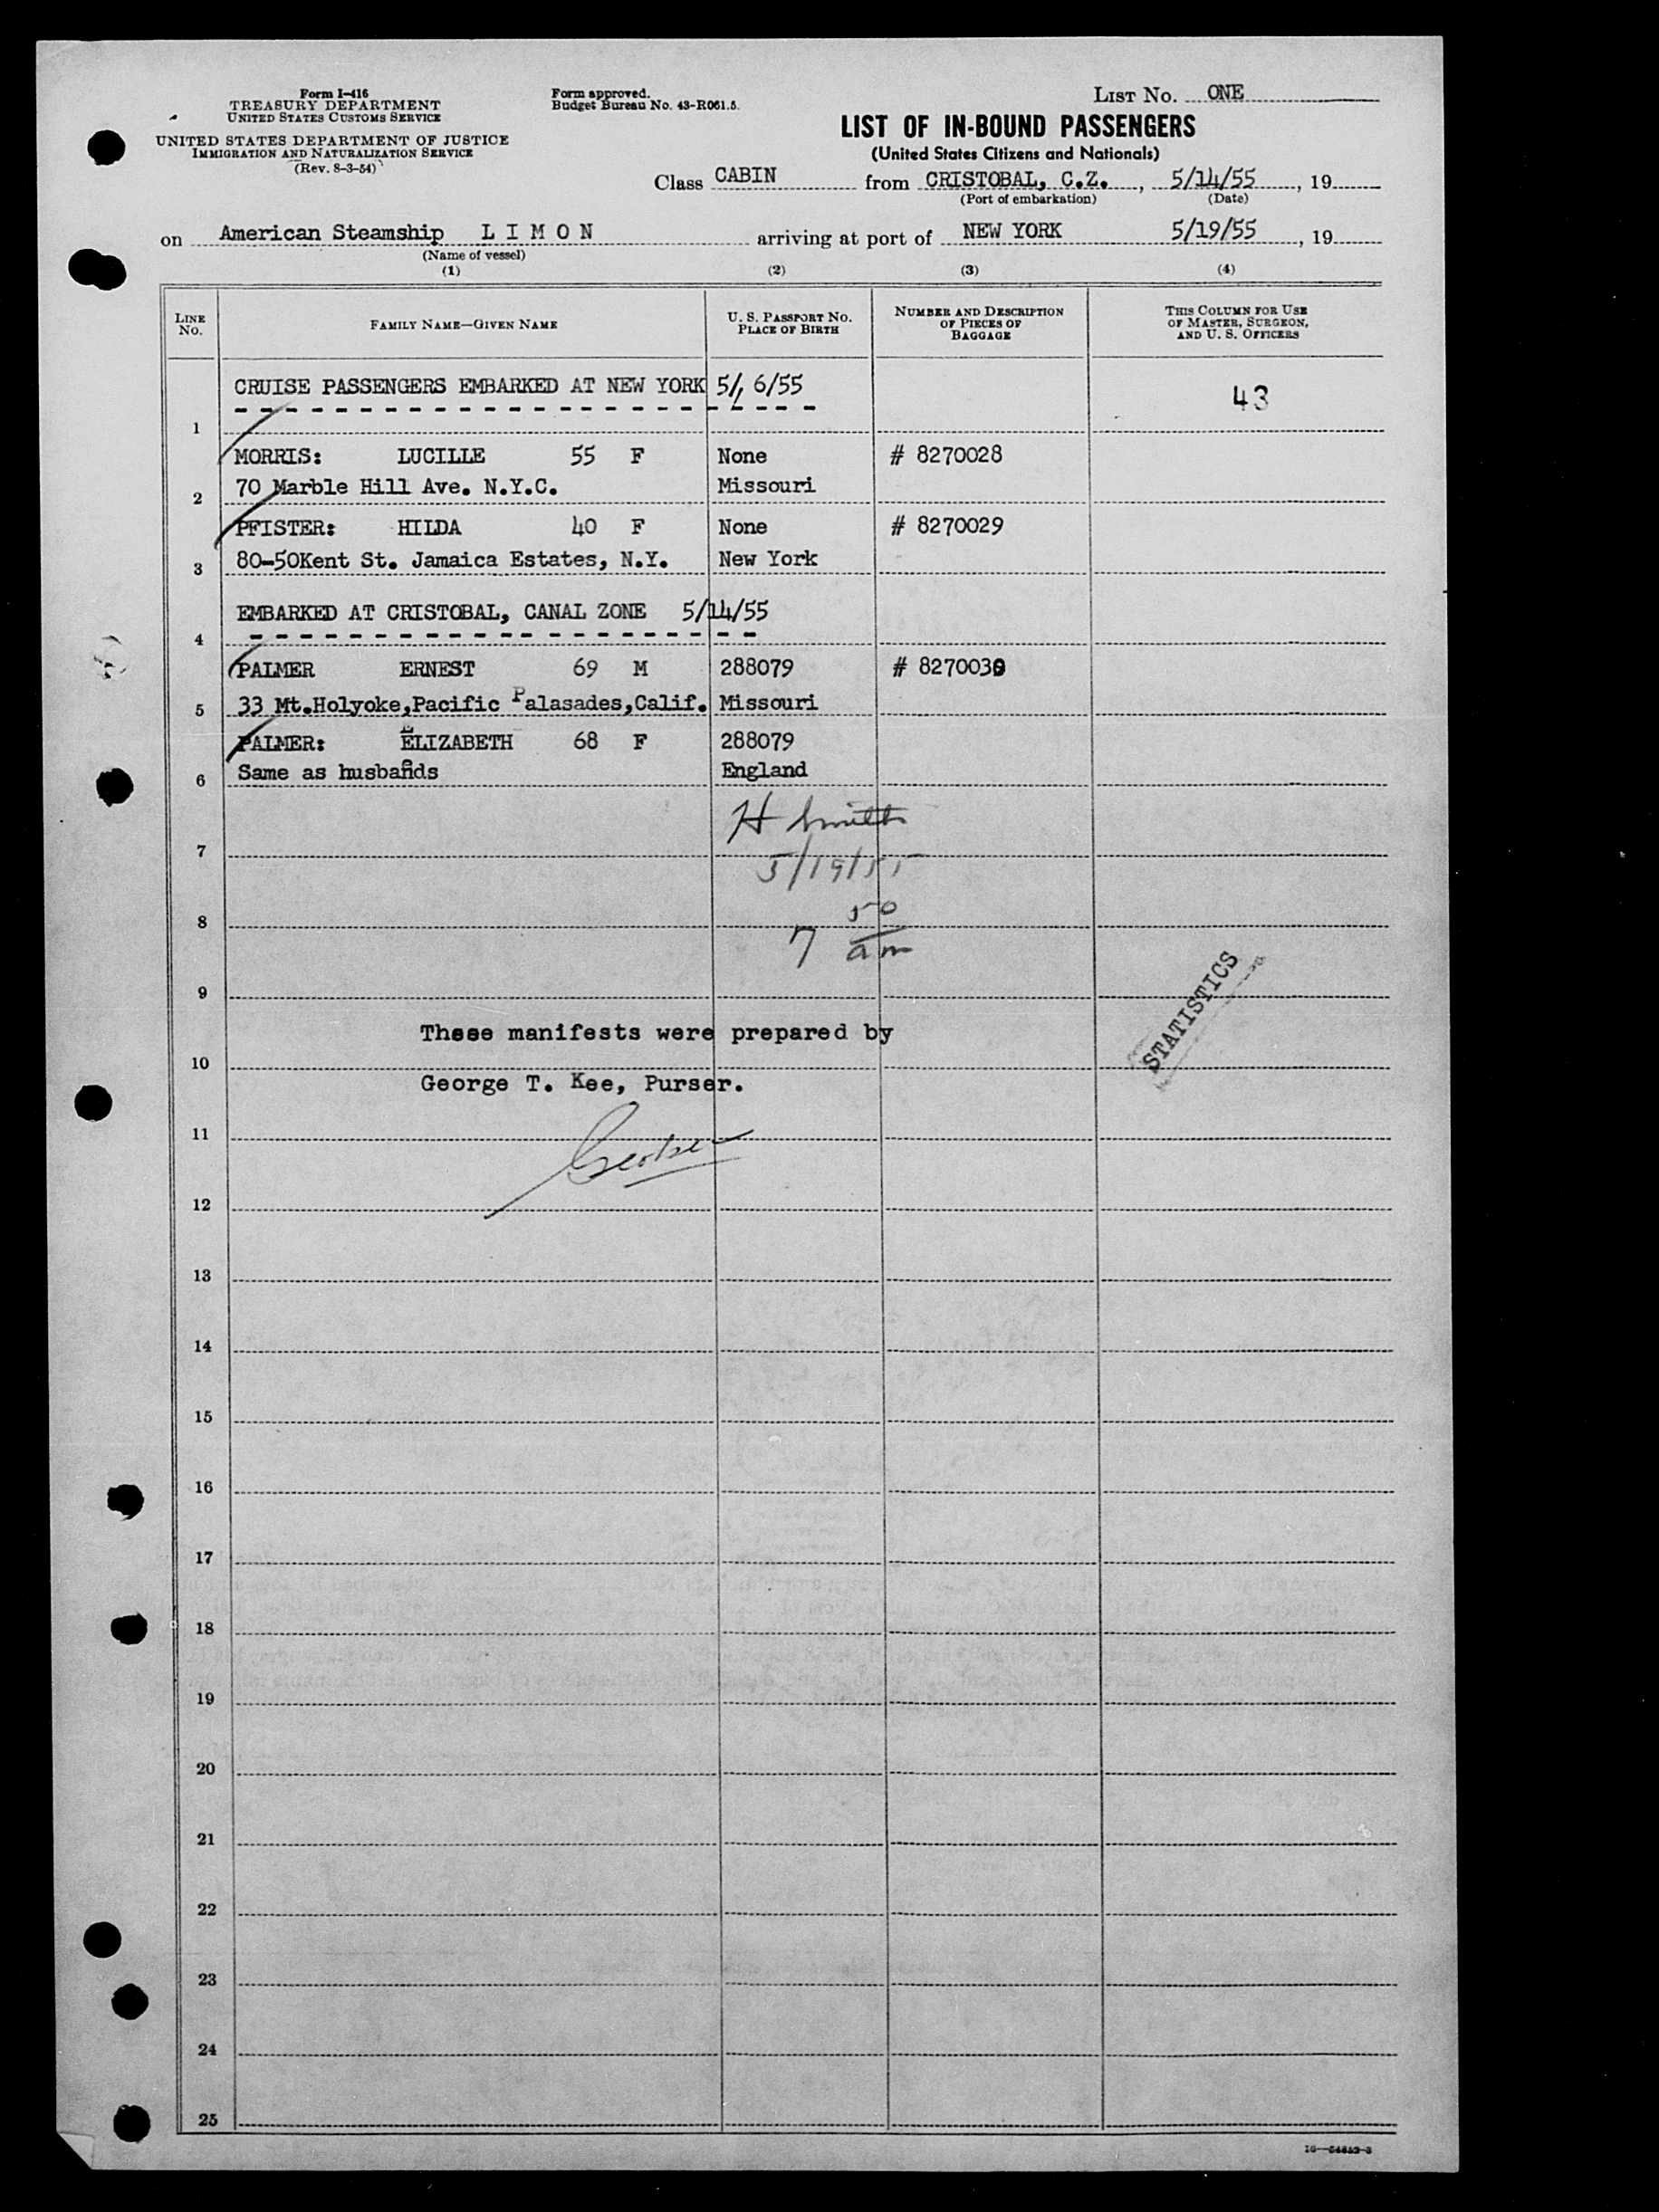 Form I-416
TREASURY DEPARTMENT
UNITED STATES CUSTOMS SERVICE
UNITED STATES DEPARTMENT OF JUSTICE
IMMIGRATION AND NATURALIZATION SERVICE
(Rev. 8-3-54)
Form approved.
Budget Bureau No. 43-R061.5.
LIST NO. ONE
LIST OF IN-BOUND PASSENGERS
(United States Citizens and Nationals)
Class CABIN from CRISTOBAL, C.Z. , 5/14/55 , 19
(Port of embarkation) (Date)
on American Steamship L I M O N arriving at port of NEW YORK 5/19/55 , 19
(Name of vessel)
(1) (2) (3) (4)
LINE NO. FAMILY NAME—GIVEN NAME U. S. PASSPORT NO. PLACE OF BIRTH NUMBER AND DESCRIPTION OF PIECES OF BAGGAGE THIS COLUMN FOR USE OF MASTER, SURGEON, AND U. S. OFFICERS
CRUISE PASSENGERS EMBARKED AT NEW YORK 5/, 6/55 43
1
MORRIS: LUCILLE 55 F None # 8270028
2 70 Marble Hill Ave. N.Y.C. Missouri
PFISTER: HILDA 40 F None # 8270029
3 80-50Kent St. Jamaica Estates, N.Y. New York
EMBARKED AT CRISTOBAL, CANAL ZONE 5/14/55
4
PALMER ERNEST 69 M 288079 # 8270030
5 33 Mt.Holyoke,Pacific Palasades,Calif. Missouri
PALMER: ELIZABETH 68 F 288079
6 Same as husbands England
H Smith
7
5/19/55
8
7 50 am
9
STATISTICS
These manifests were prepared by
10
George T. Kee, Purser.
11
12
13
14
15
16
17
18
19
20
21
22
23
24
25